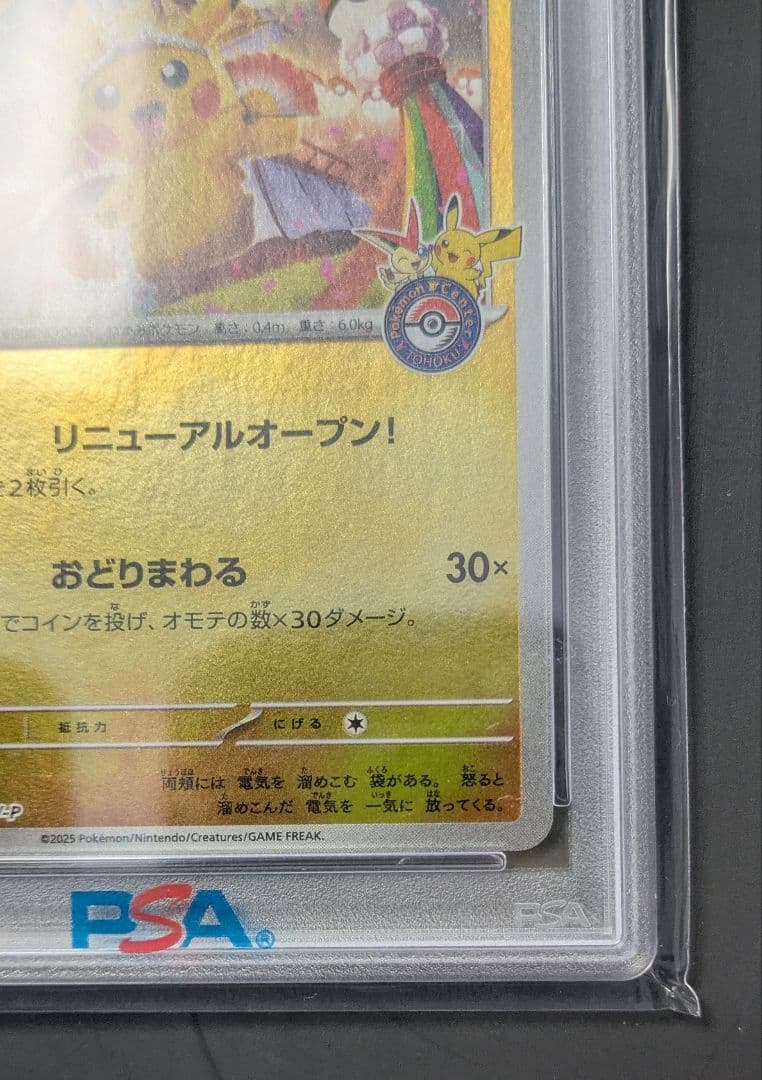 ポケモン 高さ:0.4m 重さ:6.0kg
Pokémon Center
TOHOKU
リニューアルオープン!
を2枚引く。
おどりまわる 30×
でコインを投げ、オモテの数×30ダメージ。
抵抗力 にげる
両頬には 電気を 溜めこむ 袋がある。 怒ると
溜めこんだ 電気を 一気に 放ってくる。
-P
©2025 Pokémon/Nintendo/Creatures/GAME FREAK.
PSA®
PSA